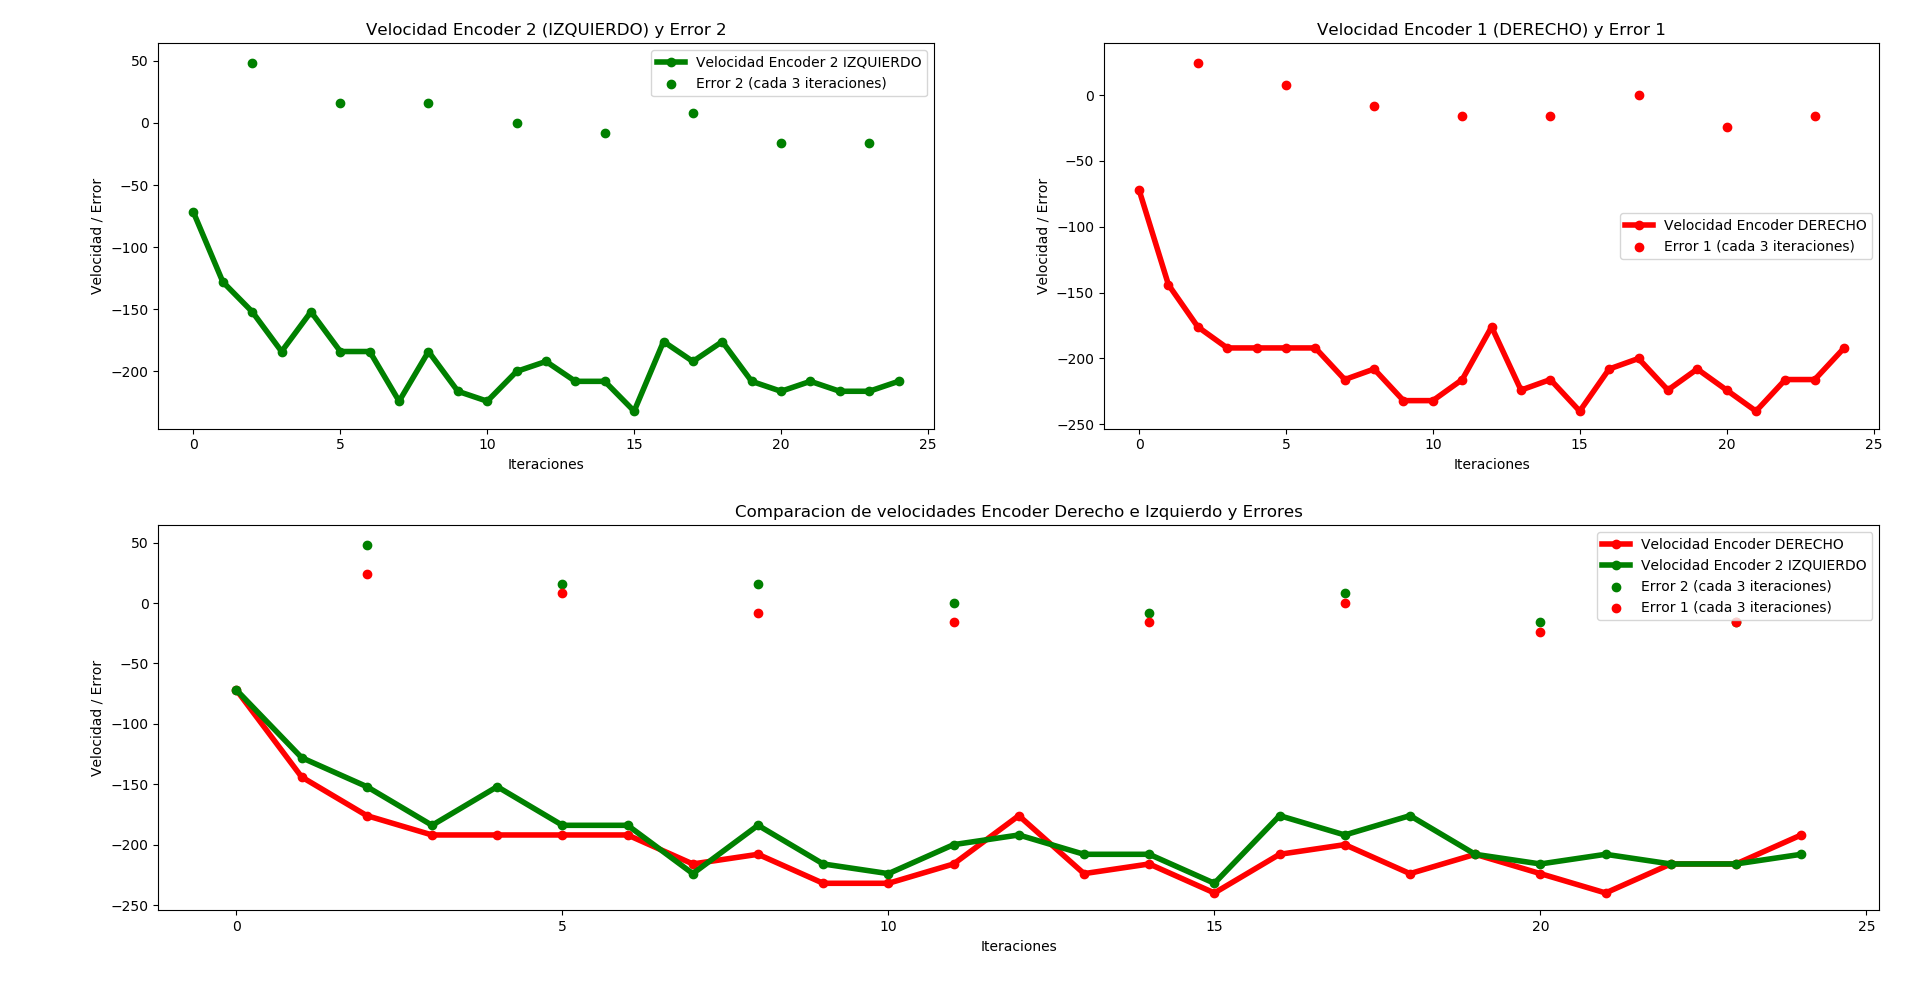 Velocidad Encoder 2 (IZQUIERDO) y Error 2
Velocidad Encoder 2 IZQUIERDO
Error 2 (cada 3 iteraciones)
Velocidad / Error
50
0
−50
−100
−150
−200
0 5 10 15 20 25
Iteraciones
Velocidad Encoder 1 (DERECHO) y Error 1
Velocidad Encoder DERECHO
Error 1 (cada 3 iteraciones)
Velocidad / Error
0
−50
−100
−150
−200
−250
0 5 10 15 20 25
Iteraciones
Comparacion de velocidades Encoder Derecho e Izquierdo y Errores
Velocidad Encoder DERECHO
Velocidad Encoder 2 IZQUIERDO
Error 2 (cada 3 iteraciones)
Error 1 (cada 3 iteraciones)
Velocidad / Error
50
0
−50
−100
−150
−200
−250
0 5 10 15 20 25
Iteraciones